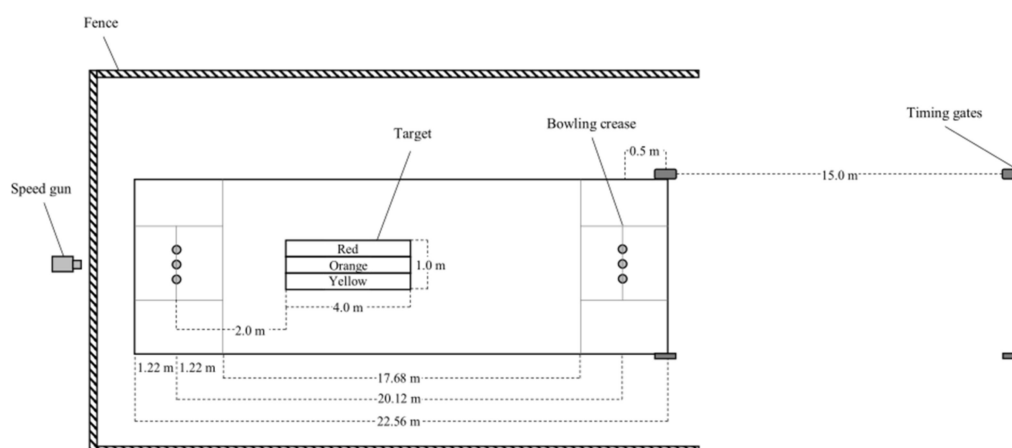 Fence
Timing gates
Target
Bowling crease
0.5 m
15.0 m
Speed gun
Red
Orange
Yellow
1.0 m
4.0 m
2.0 m
1.22 m
1.22 m
17.68 m
20.12 m
22.56 m